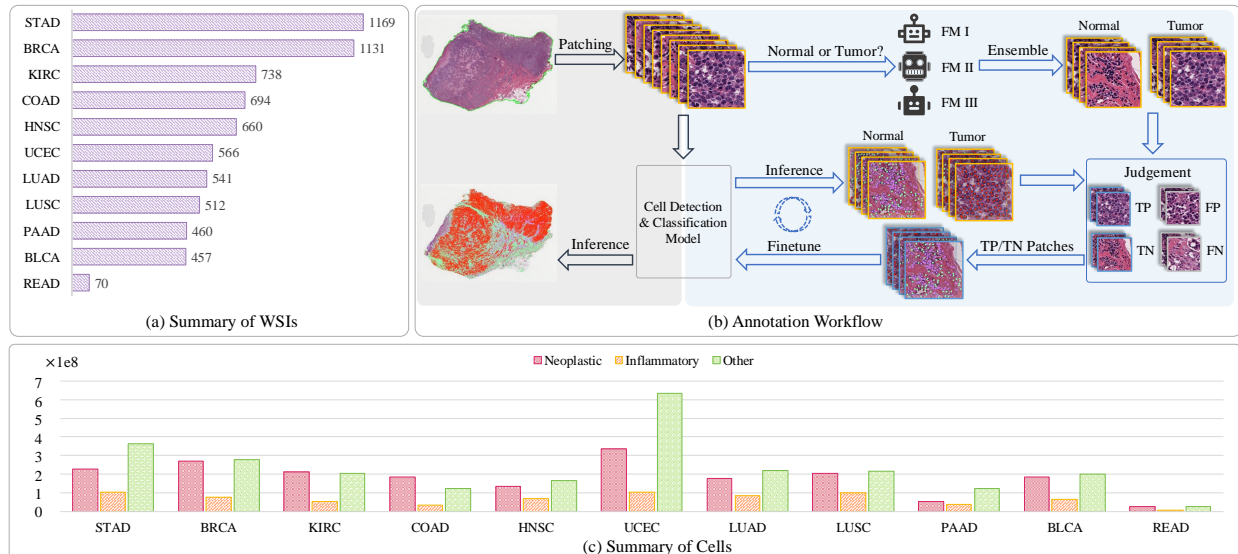 STAD 1169
BRCA 1131
KIRC 738
COAD 694
HNSC 660
UCEC 566
LUAD 541
LUSC 512
PAAD 460
BLCA 457
READ 70
(a) Summary of WSIs
Patching
Normal or Tumor?
FM I
FM II
FM III
Ensemble
Normal
Tumor
Cell Detection
& Classification
Model
Inference
Normal
Tumor
Judgement
TP
FP
TN
FN
Inference
Finetune
TP/TN Patches
(b) Annotation Workflow
×1e8
Neoplastic
Inflammatory
Other
7
6
5
4
3
2
1
0
STAD BRCA KIRC COAD HNSC UCEC LUAD LUSC PAAD BLCA READ
(c) Summary of Cells